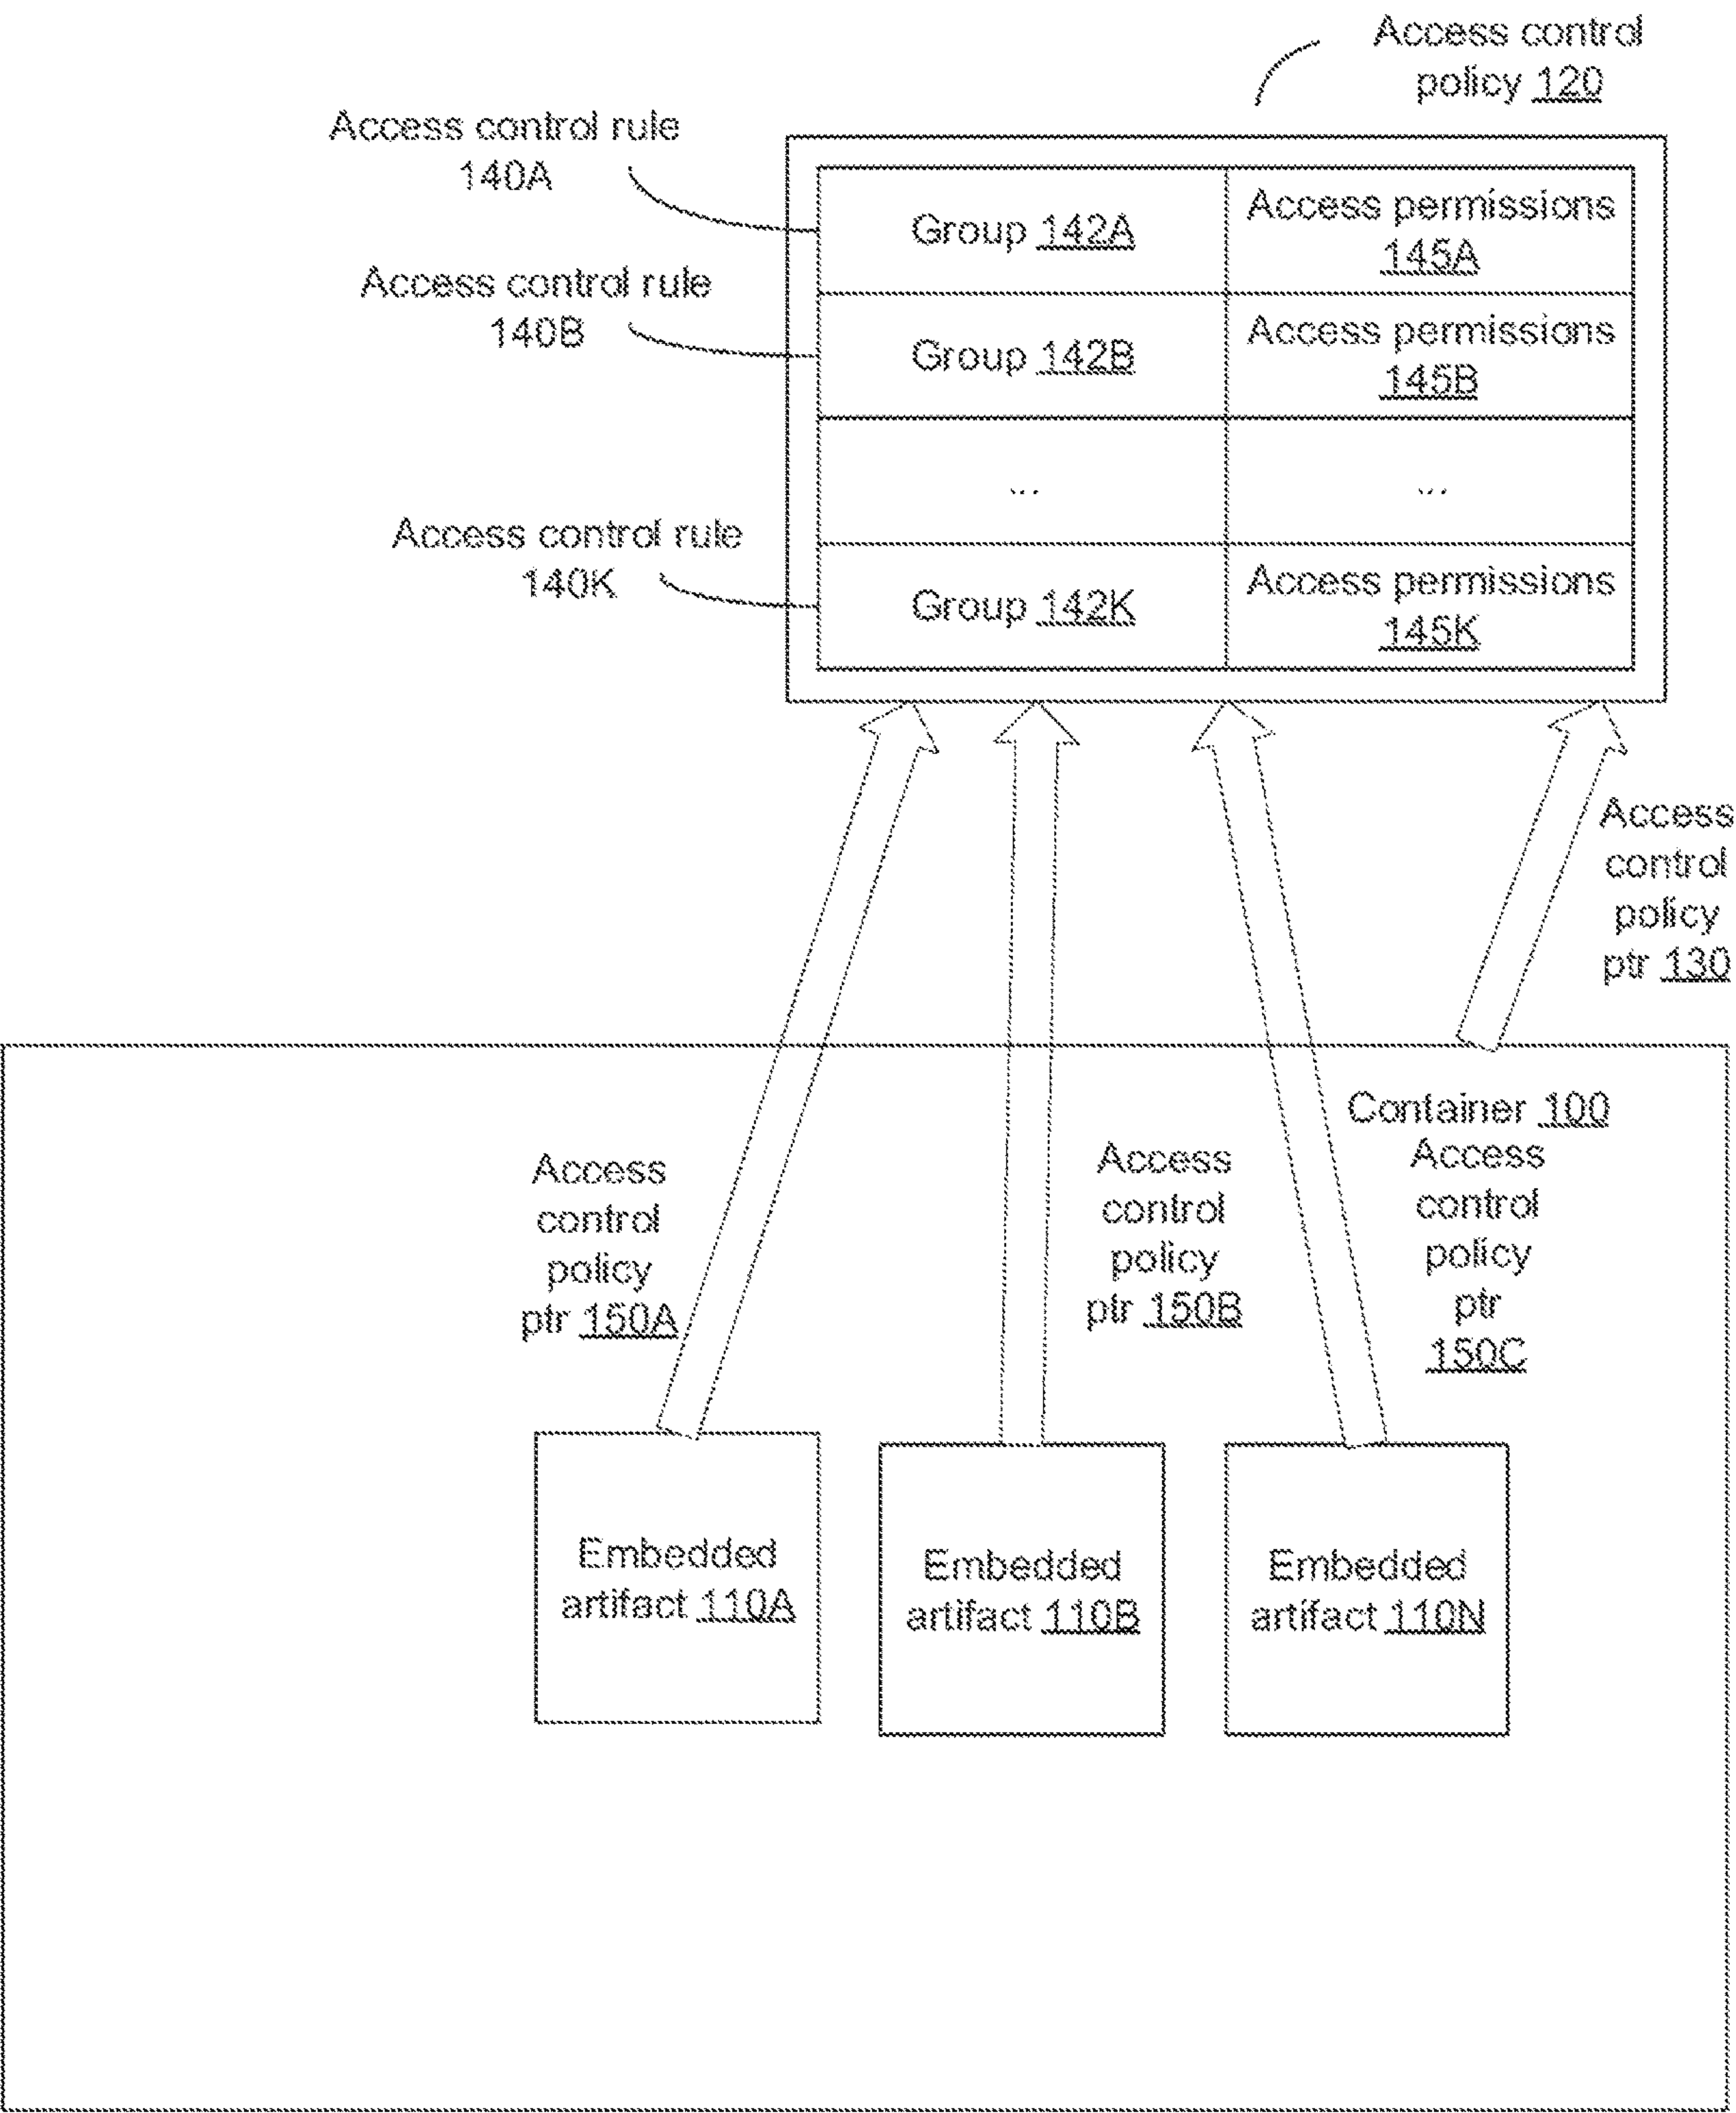 Access control
policy 120
Access control rule
140A
Group 142A
Access permissions
145A
Access control rule
140B
Group 142B
Access permissions
145B
...
...
Access control rule
140K
Group 142K
Access permissions
145K
Access
control
policy
ptr 130
Container 100
Access
control
policy
ptr 150A
Access
control
policy
ptr 150B
Access
control
policy
ptr
150C
Embedded
artifact 110A
Embedded
artifact 110B
Embedded
artifact 110N